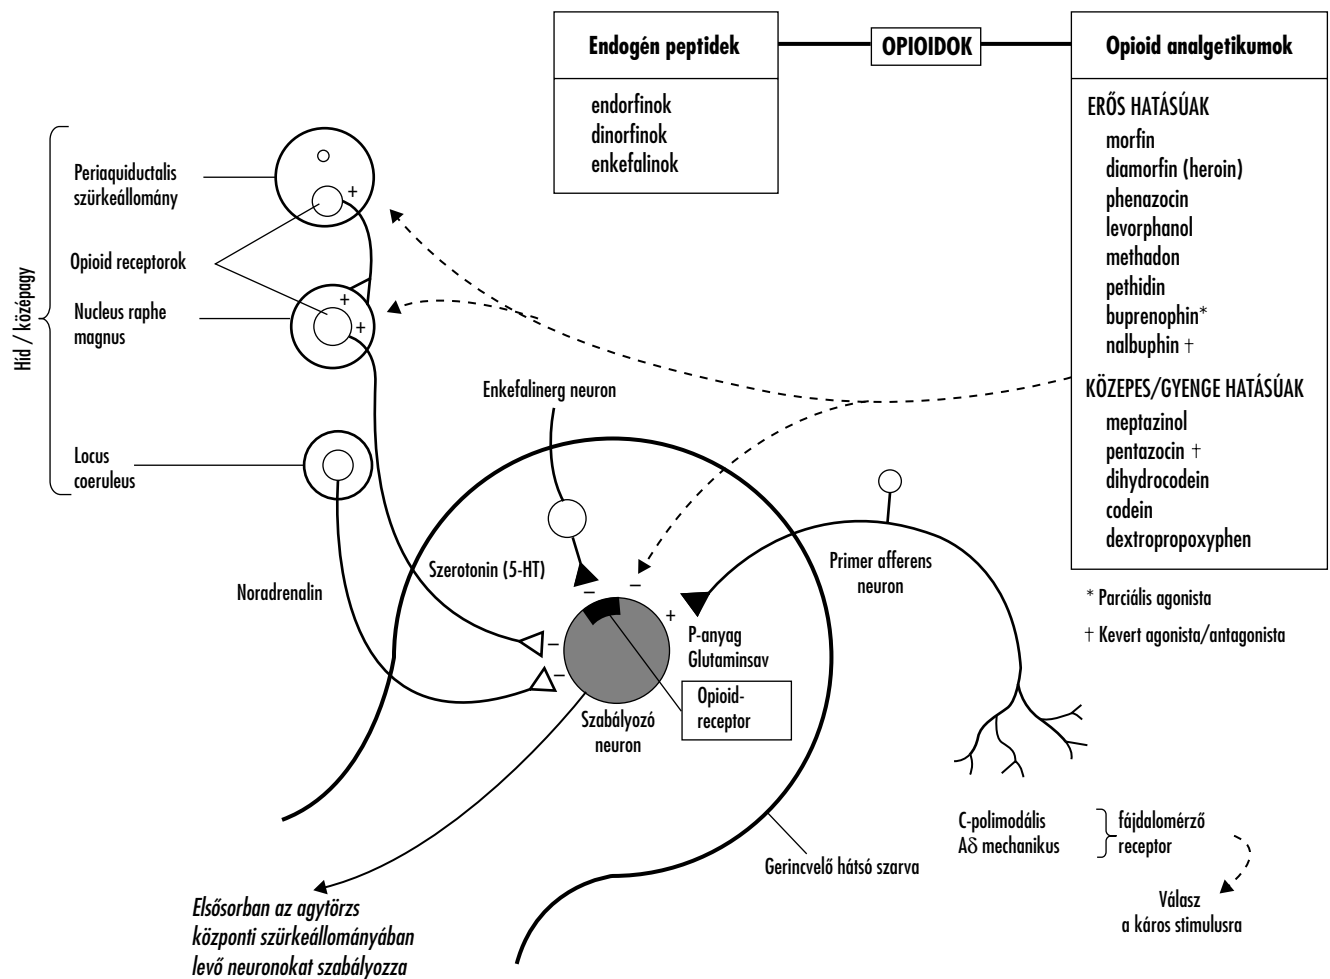 Endogén peptidek
OPIOIDOK
Opioid analgetikumok
endorfinok
dinorfinok
enkefalinok
ERŐS HATÁSÚAK
morfin
diamorfin (heroin)
phenazocin
levorphanol
methadon
pethidin
buprenophin*
nalbuphin †
KÖZEPES/GYENGE HATÁSÚAK
meptazinol
pentazocin †
dihydrocodein
codein
dextropropoxyphen
* Parciális agonista
† Kevert agonista/antagonista
Híd / középagy
Periaquiductalis
szürkeállomány
+
Opioid receptorok
Nucleus raphe
magnus
+
+
Locus
coeruleus
Enkefalinerg neuron
Szerotonin (5-HT)
Noradrenalin
–
–
–
–
+
P-anyag
Glutaminsav
Primer afferens
neuron
Opioid-
receptor
Szabályozó
neuron
C-polimodális
Aδ mechanikus
fájdalomérző
receptor
Válasz
a káros stimulusra
Gerincvelő hátsó szarva
Elsősorban az agytörzs
központi szürkeállományában
levő neuronokat szabályozza